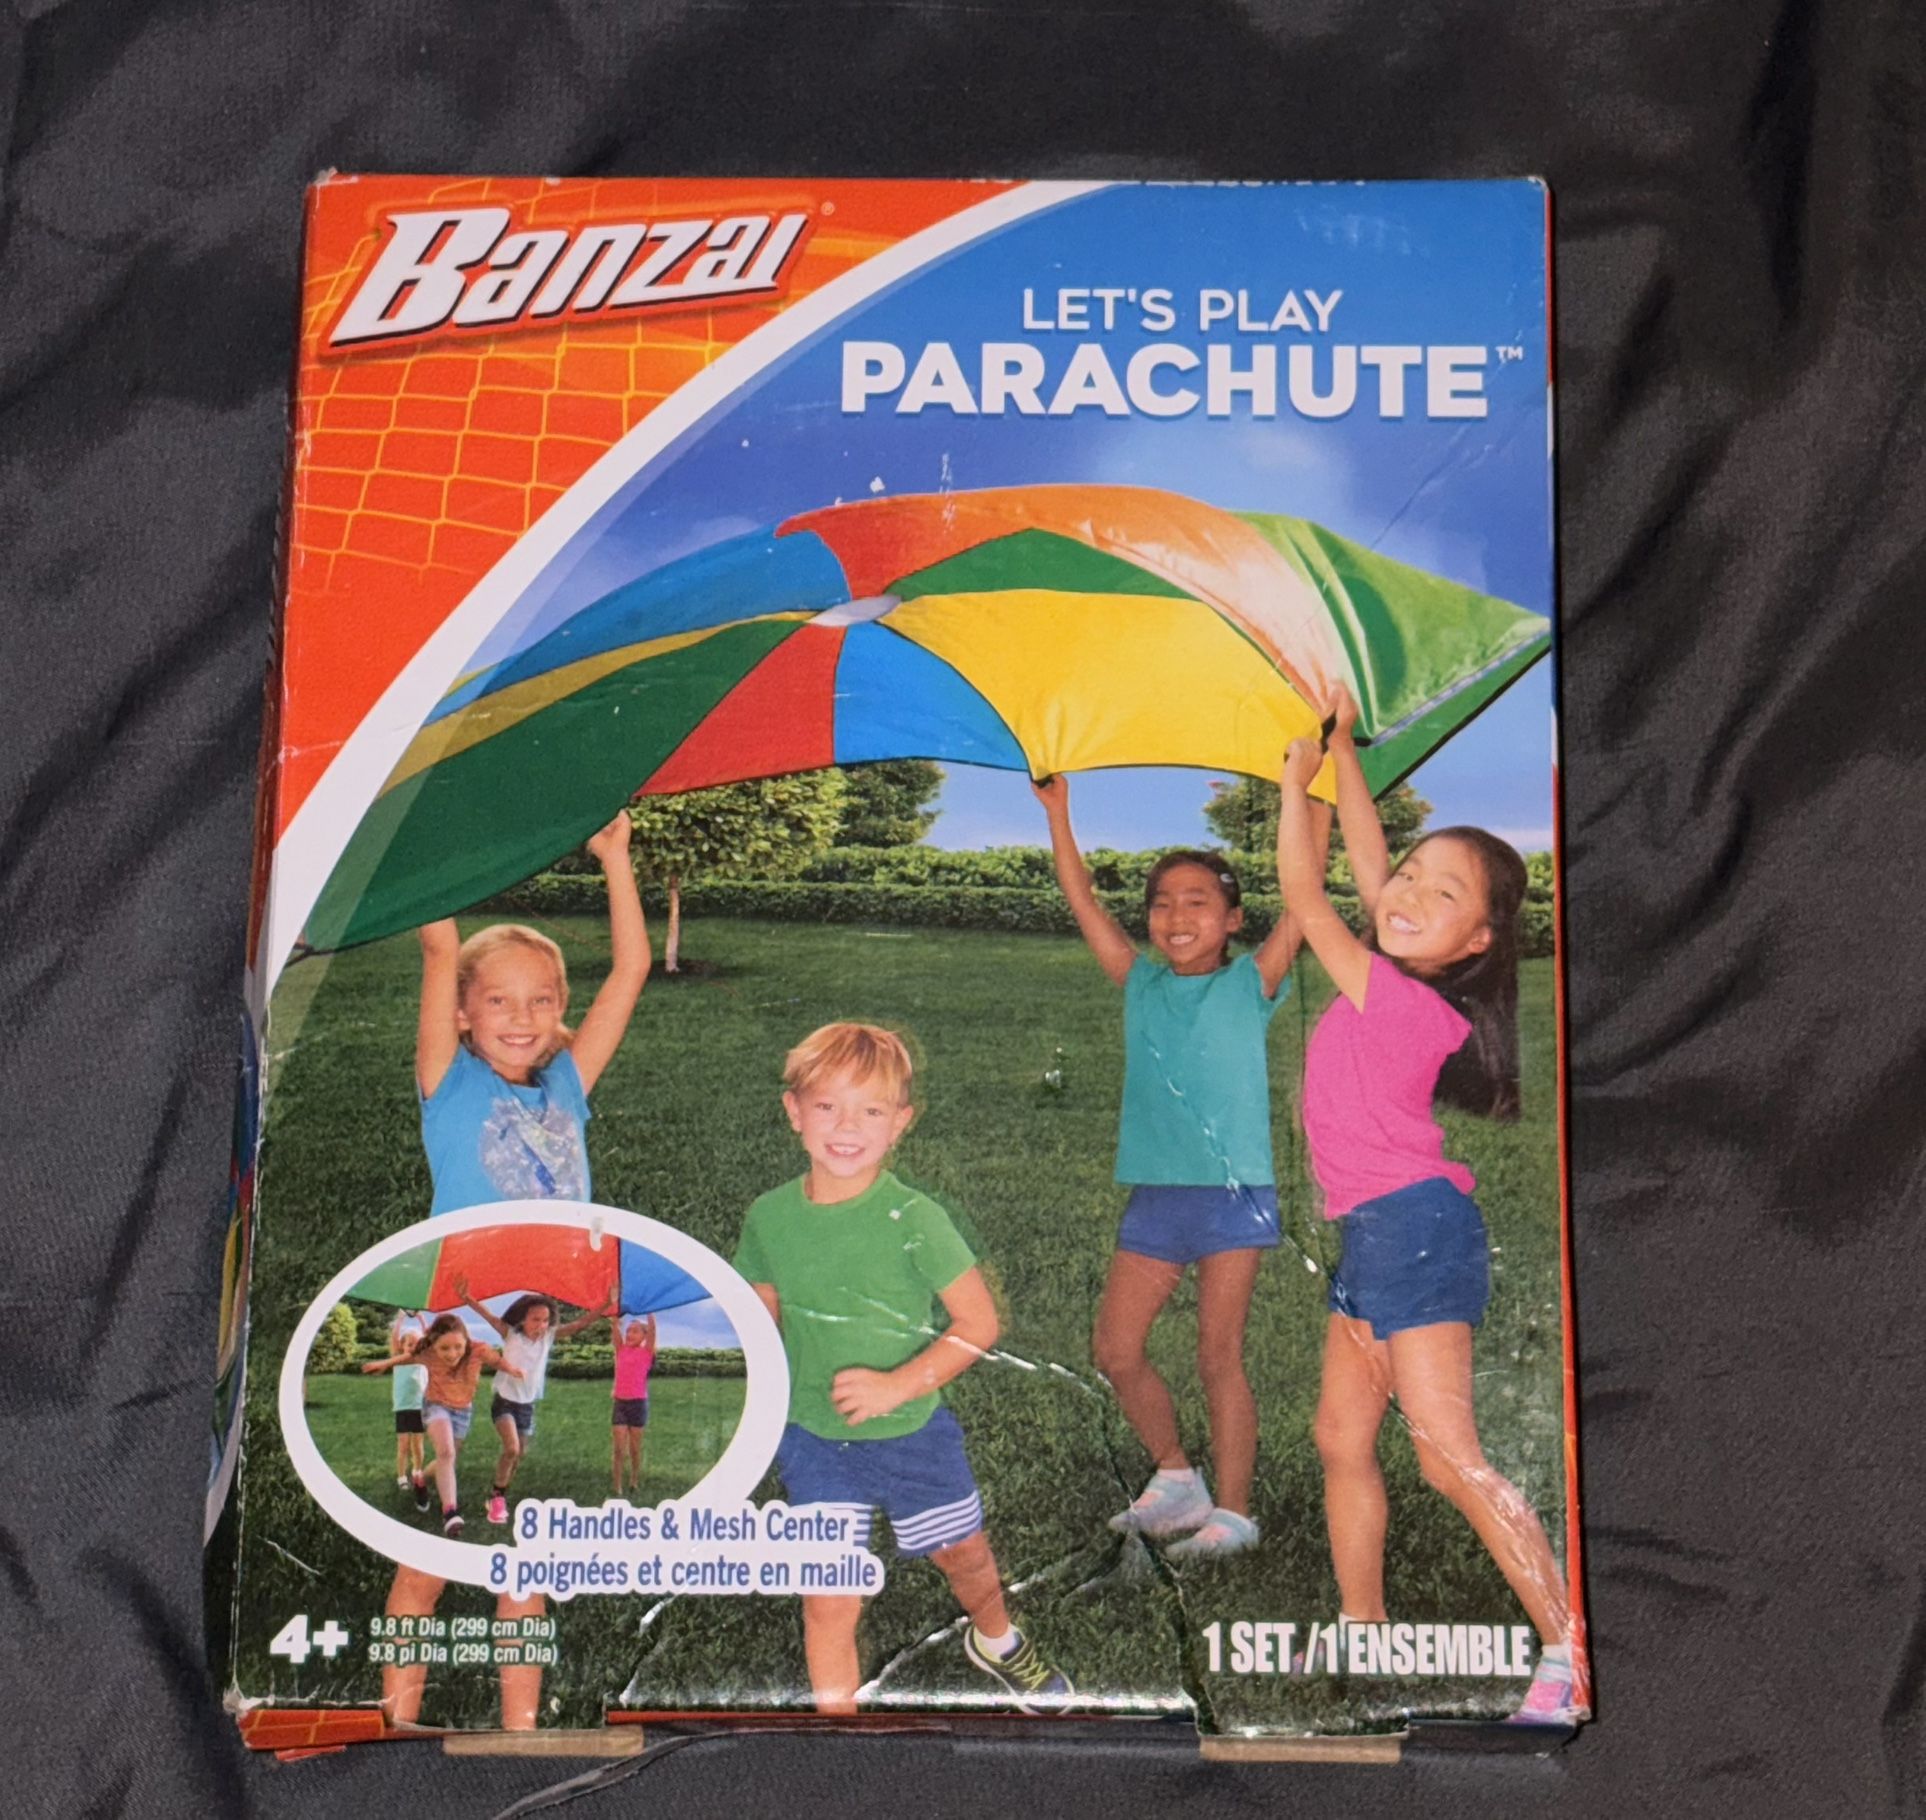 Banzai®
LET'S PLAY
PARACHUTE™
8 Handles & Mesh Center
8 poignées et centre en maille
4+
9.8 ft Dia (299 cm Dia)
9.8 pi Dia (299 cm Dia)
1 SET /1 ENSEMBLE